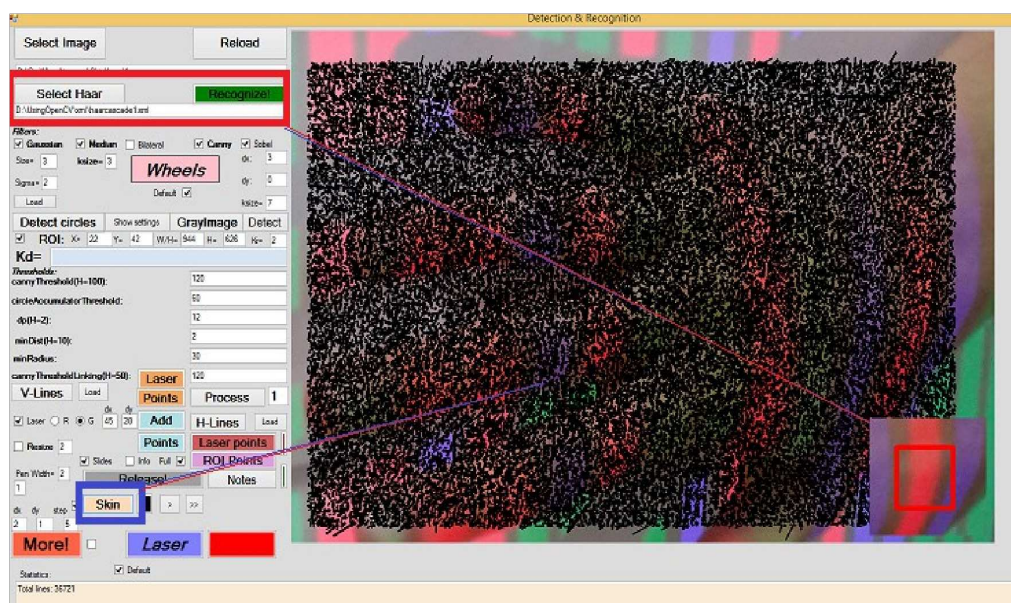 Detection & Recognition
Select Image Reload
Select Haar Recognize!
D:\UsingOpenCV\xml\haarcascade1.xml
Filters:
Gaussian Median Bilateral Canny Sobel
Size= 3 ksize= 3 dx: 3
Wheels
Sigma= 2 dy: 0
Default
Load ksize= 7
Detect circles Show settings GrayImage Detect
ROI: X= 22 Y= 42 W/H= 944 H= 626 K= 2
Kd=
Thresholds:
cannyThreshold(H=100): 120
circleAccumulatorThreshold: 60
dp(H=2): 12
minDist(H=10): 2
minRadius: 30
cannyThresholdLinking(H=50): 120
Laser
V-Lines Load Points Process 1
dx dy
Laser R G 45 20 Add H-Lines Load
Resize 2 Points Laser points
Slides Info Full ROI Points
Pen Width= 2 Release! Notes
1
Skin > >>
dx dy step
2 1 5
More! Laser
Default
Statistics:
Total lines: 36721